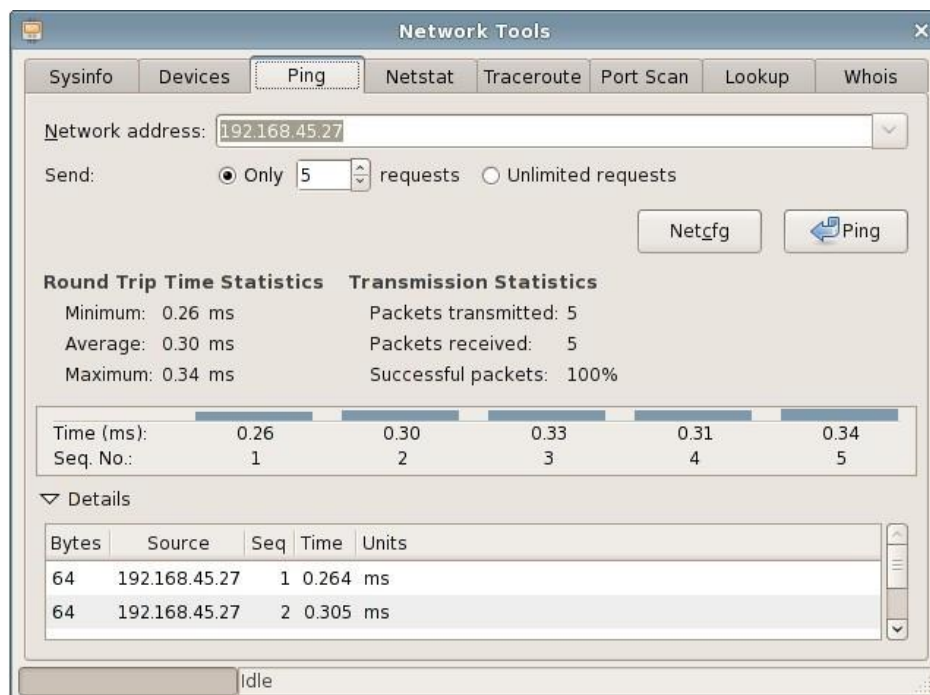 Network Tools
Sysinfo Devices Ping Netstat Traceroute Port Scan Lookup Whois
Network address: 192.168.45.27
Send: Only 5 requests Unlimited requests
Netcfg Ping
Round Trip Time Statistics Transmission Statistics
Minimum: 0.26 ms Packets transmitted: 5
Average: 0.30 ms Packets received: 5
Maximum: 0.34 ms Successful packets: 100%
Time (ms): 0.26 0.30 0.33 0.31 0.34
Seq. No.: 1 2 3 4 5
Details
Bytes Source Seq Time Units
64 192.168.45.27 1 0.264 ms
64 192.168.45.27 2 0.305 ms
Idle